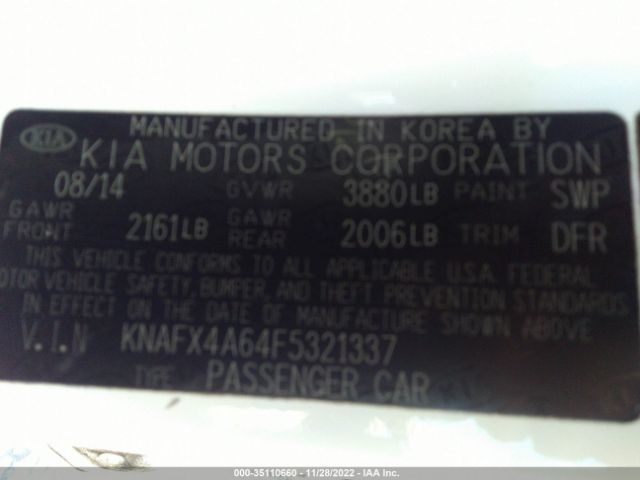 KIA
MANUFACTURED IN KOREA BY
KIA MOTORS CORPORATION
08/14 GVWR 3880LB PAINT SWP
GAWR FRONT 2161LB GAWR REAR 2006LB TRIM DFR
THIS VEHICLE CONFORMS TO ALL APPLICABLE U.S.A. FEDERAL
MOTOR VEHICLE SAFETY, BUMPER, AND THEFT PREVENTION STANDARDS
IN EFFECT ON THE DATE OF MANUFACTURE SHOWN ABOVE.
V.I.N KNAFX4A64F5321337
TYPE PASSENGER CAR
000-35110660 - 11/28/2022 - IAA Inc.